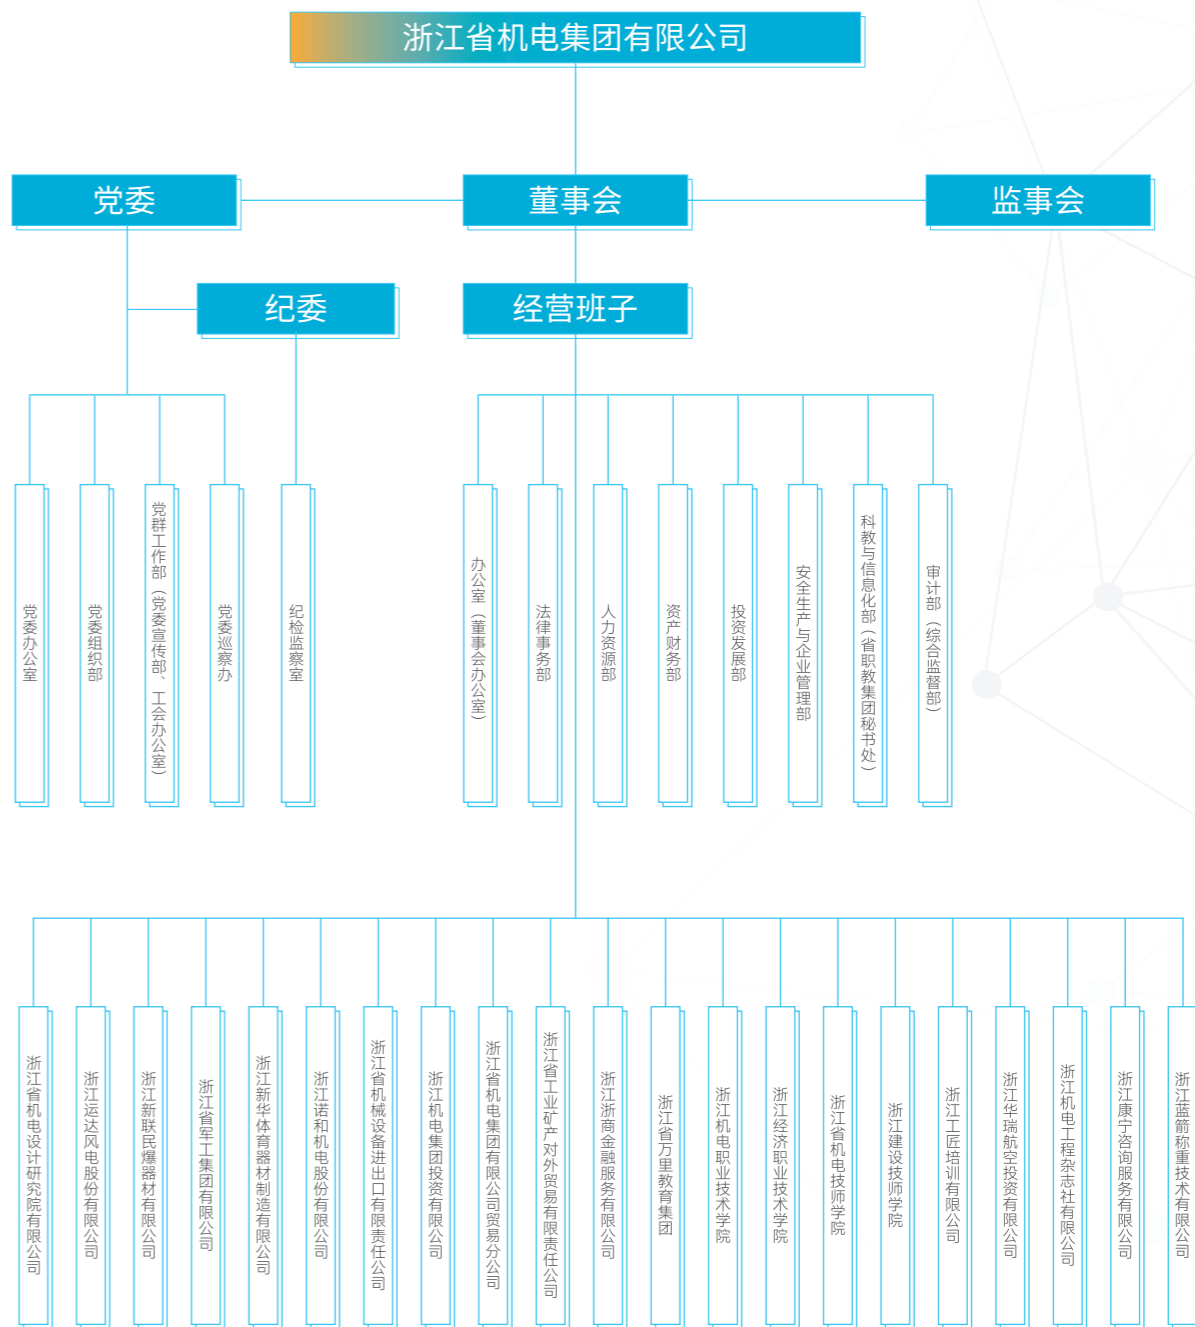 浙江省机电集团有限公司
党委
董事会
监事会
纪委
经营班子
党委办公室
党委组织部
党群工作部（党委宣传部、工会办公室）
党委巡察办
纪检监察室
办公室（董事会办公室）
法律事务部
人力资源部
资产财务部
投资发展部
安全生产与企业管理部
科教与信息化部（省职教集团秘书处）
审计部（综合监督部）
浙江省机电设计研究院有限公司
浙江运达风电股份有限公司
浙江新联民爆器材有限公司
浙江省军工集团有限公司
浙江新华体育器材制造有限公司
浙江诺和机电股份有限公司
浙江省机械设备进出口有限责任公司
浙江机电集团投资有限公司
浙江省机电集团有限公司贸易分公司
浙江省工业矿产对外贸易有限责任公司
浙江浙商金融服务有限公司
浙江省万里教育集团
浙江机电职业技术学院
浙江经济职业技术学院
浙江省机电技师学院
浙江建设技师学院
浙江工匠培训有限公司
浙江华瑞航空投资有限公司
浙江机电工程杂志社有限公司
浙江康宁咨询服务有限公司
浙江蓝箭称重技术有限公司